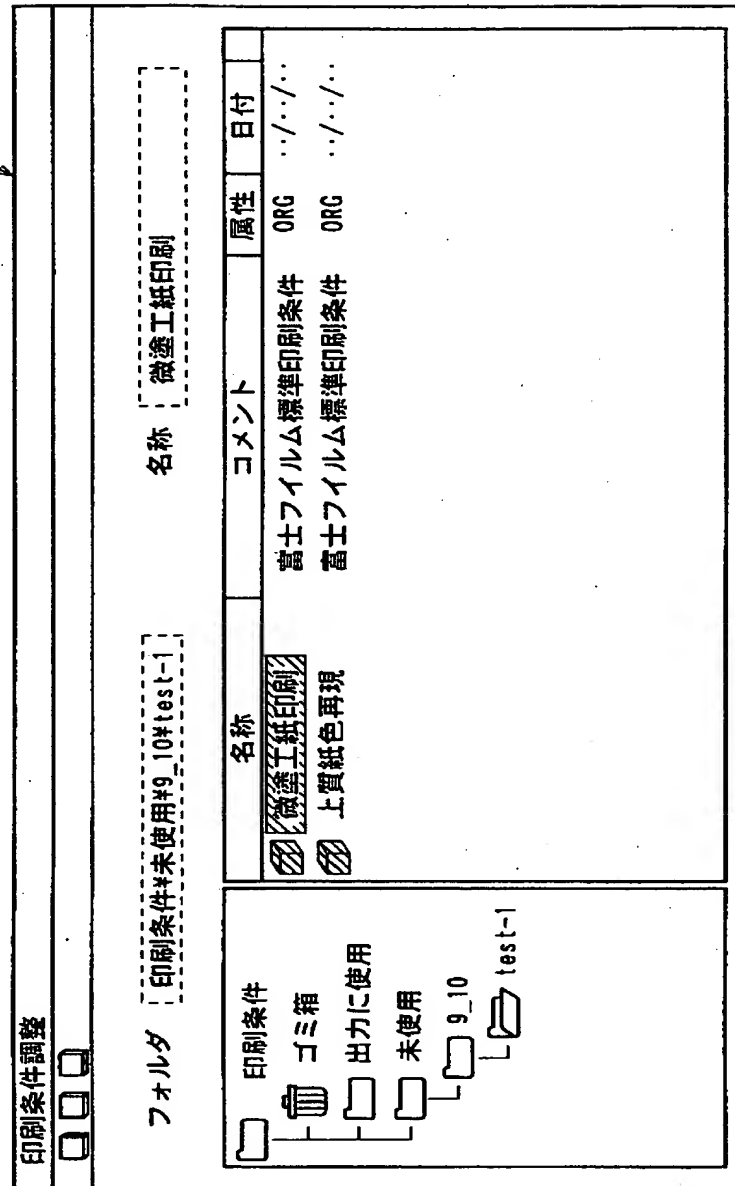 印刷条件調整
フォルダ 印刷条件¥未使用¥9_10¥test-1 名称 微塗工紙印刷
印刷条件
ゴミ箱
出力に使用
未使用
9_10
test-1
名称 コメント 属性 日付
微塗工紙印刷 富士フイルム標準印刷条件 ORG ../../..
上質紙色再現 富士フイルム標準印刷条件 ORG ../../..